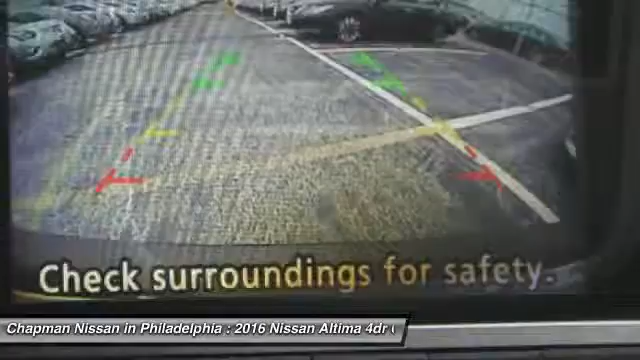 Check surroundings for safety.
Chapman Nissan in Philadelphia : 2016 Nissan Altima 4dr